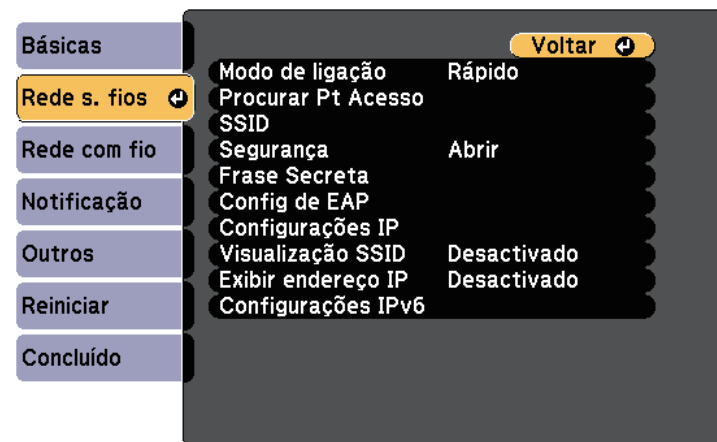 Básicas
Rede s. fios
Rede com fio
Notificação
Outros
Reiniciar
Concluído
Voltar
Modo de ligação Rápido
Procurar Pt Acesso
SSID
Segurança Abrir
Frase Secreta
Config de EAP
Configurações IP
Visualização SSID Desactivado
Exibir endereço IP Desactivado
Configurações IPv6